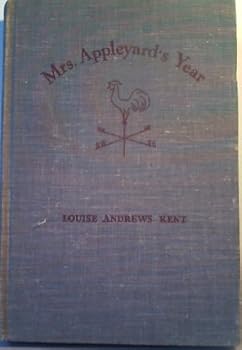 Mrs. Appleyard's Year
LOUISE ANDREWS KENT